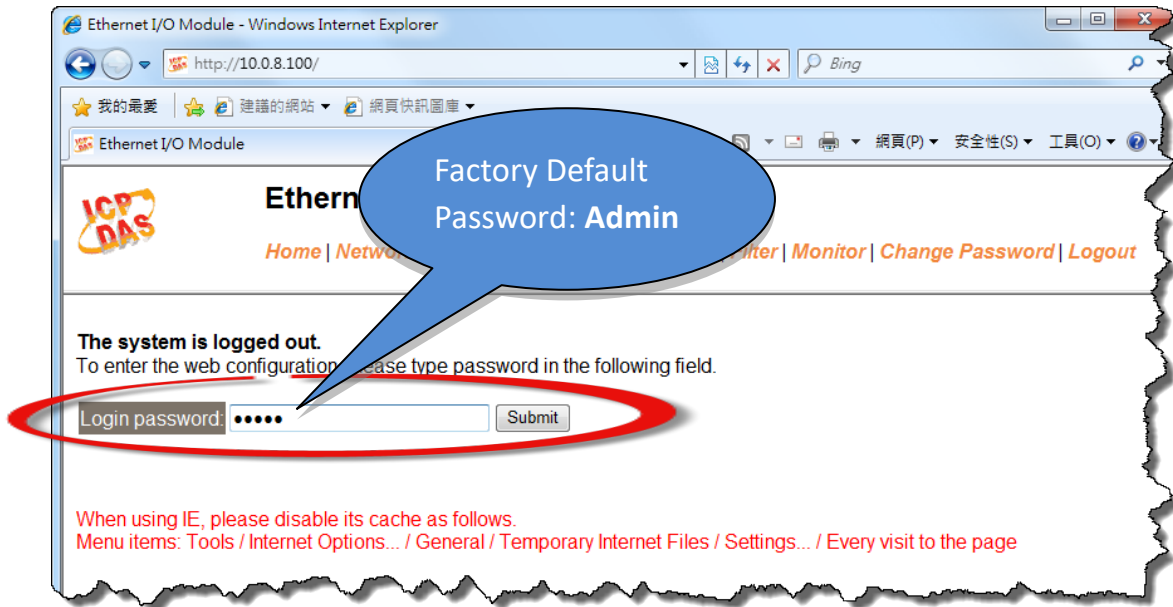 Ethernet I/O Module - Windows Internet Explorer
http://10.0.8.100/
Bing
我的最愛 建議的網站 網頁快訊圖庫
Ethernet I/O Module 網頁(P) 安全性(S) 工具(O)
Factory Default
Password: Admin
ICP DAS
Ethern
Home | Netwo | Monitor | Change Password | Logout
The system is logged out.
To enter the web configuration ease type password in the following field.
Login password: ••••• Submit
When using IE, please disable its cache as follows.
Menu items: Tools / Internet Options... / General / Temporary Internet Files / Settings... / Every visit to the page